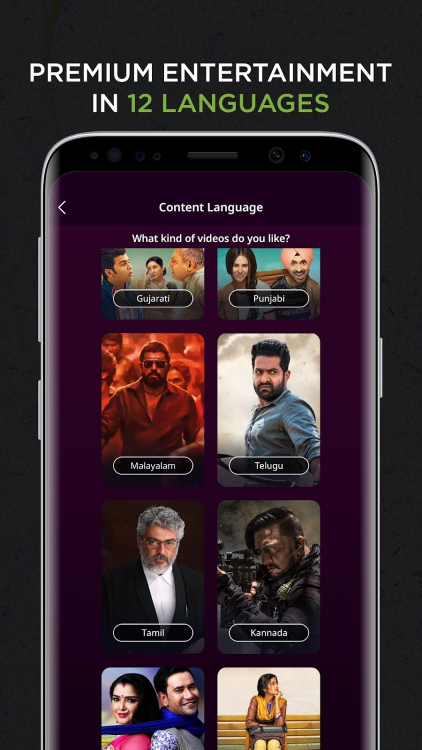 PREMIUM ENTERTAINMENT
IN 12 LANGUAGES
Content Language
What kind of videos do you like?
Gujarati
Punjabi
Malayalam
Telugu
Tamil
Kannada